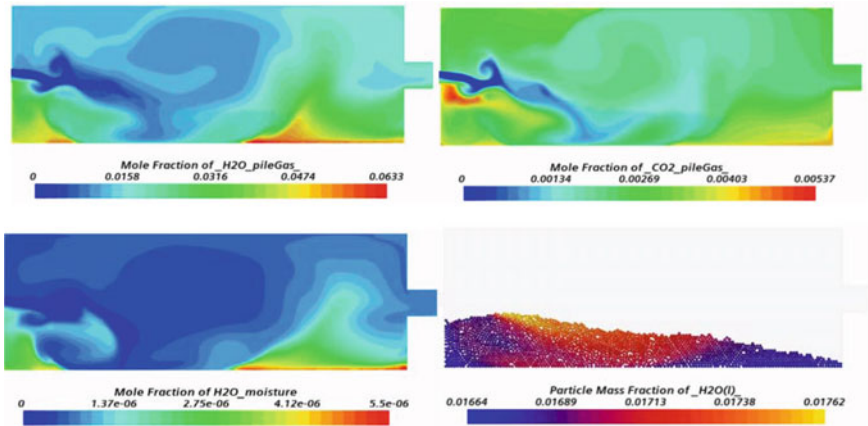 Mole Fraction of _H2O_pileGas_
0 0.0158 0.0316 0.0474 0.0633
Mole Fraction of _CO2_pileGas_
0 0.00134 0.00269 0.00403 0.00537
Mole Fraction of H2O_moisture
0 1.37e-06 2.75e-06 4.12e-06 5.5e-06
Particle Mass Fraction of _H2O(l)_
0.01664 0.01689 0.01713 0.01738 0.01762